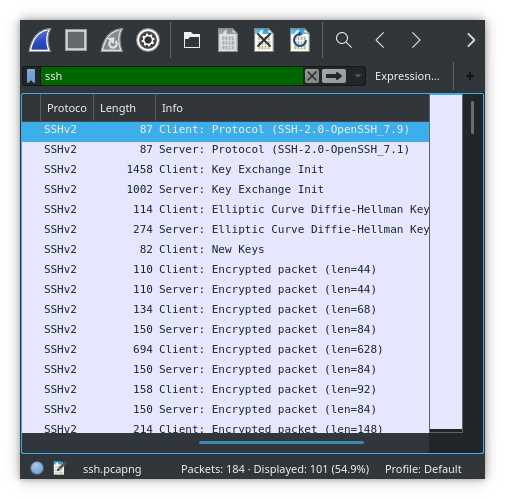 ssh
Expression...
+
Protoco Length Info
SSHv2 87 Client: Protocol (SSH-2.0-OpenSSH_7.9)
SSHv2 87 Server: Protocol (SSH-2.0-OpenSSH_7.1)
SSHv2 1458 Client: Key Exchange Init
SSHv2 1002 Server: Key Exchange Init
SSHv2 114 Client: Elliptic Curve Diffie-Hellman Key
SSHv2 274 Server: Elliptic Curve Diffie-Hellman Key
SSHv2 82 Client: New Keys
SSHv2 110 Client: Encrypted packet (len=44)
SSHv2 110 Server: Encrypted packet (len=44)
SSHv2 134 Client: Encrypted packet (len=68)
SSHv2 150 Server: Encrypted packet (len=84)
SSHv2 694 Client: Encrypted packet (len=628)
SSHv2 150 Server: Encrypted packet (len=84)
SSHv2 158 Client: Encrypted packet (len=92)
SSHv2 150 Server: Encrypted packet (len=84)
SSHv2 214 Client: Encrypted packet (len=148)
ssh.pcapng Packets: 184 · Displayed: 101 (54.9%) Profile: Default